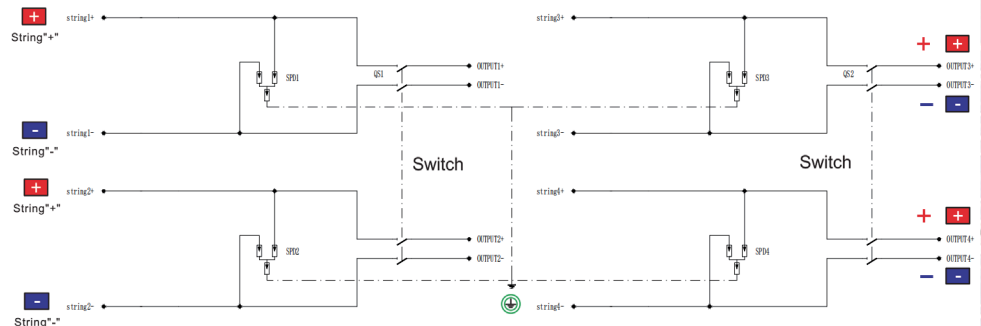 +
String"+"
string1+
SPD1
QS1
OUTPUT1+
OUTPUT1-
-
String"-"
string1-
string3+
SPD3
QS2
+ +
OUTPUT3+
OUTPUT3-
- -
string3-
Switch
Switch
+
String"+"
string2+
SPD2
OUTPUT2+
OUTPUT2-
-
String"-"
string2-
string4+
SPD4
+ +
OUTPUT4+
OUTPUT4-
- -
string4-